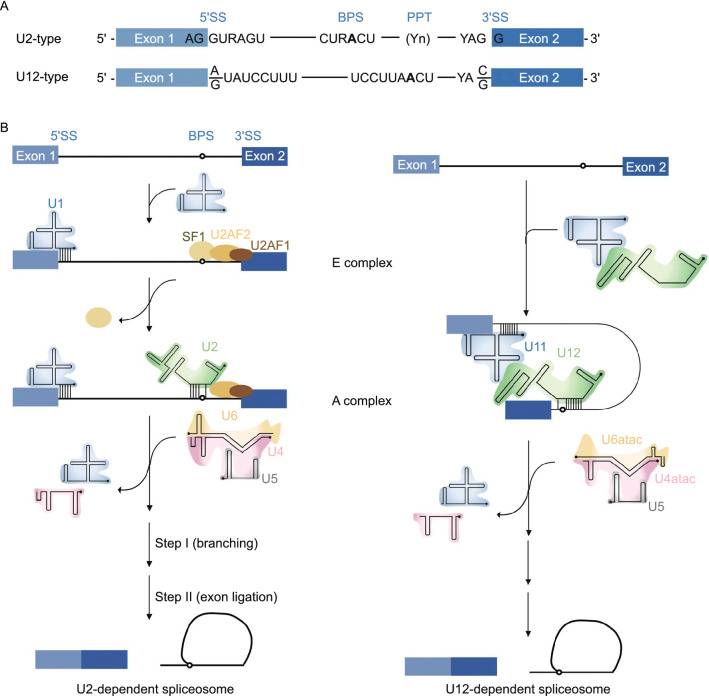 A
5'SS BPS PPT 3'SS
U2-type 5' - Exon 1 AG GURAGU CURACU (Yn) YAG G Exon 2 - 3'
U12-type 5' - Exon 1 A/G UAUCCUUU UCCUUAACU YA C/G Exon 2 - 3'
B
5'SS BPS 3'SS
Exon 1 Exon 2
Exon 1 Exon 2
U1
SF1 U2AF2
U2AF1
E complex
U2
U11 U12
A complex
U6
U4
U5
U6atac
U4atac
U5
Step I (branching)
Step II (exon ligation)
U2-dependent spliceosome
U12-dependent spliceosome